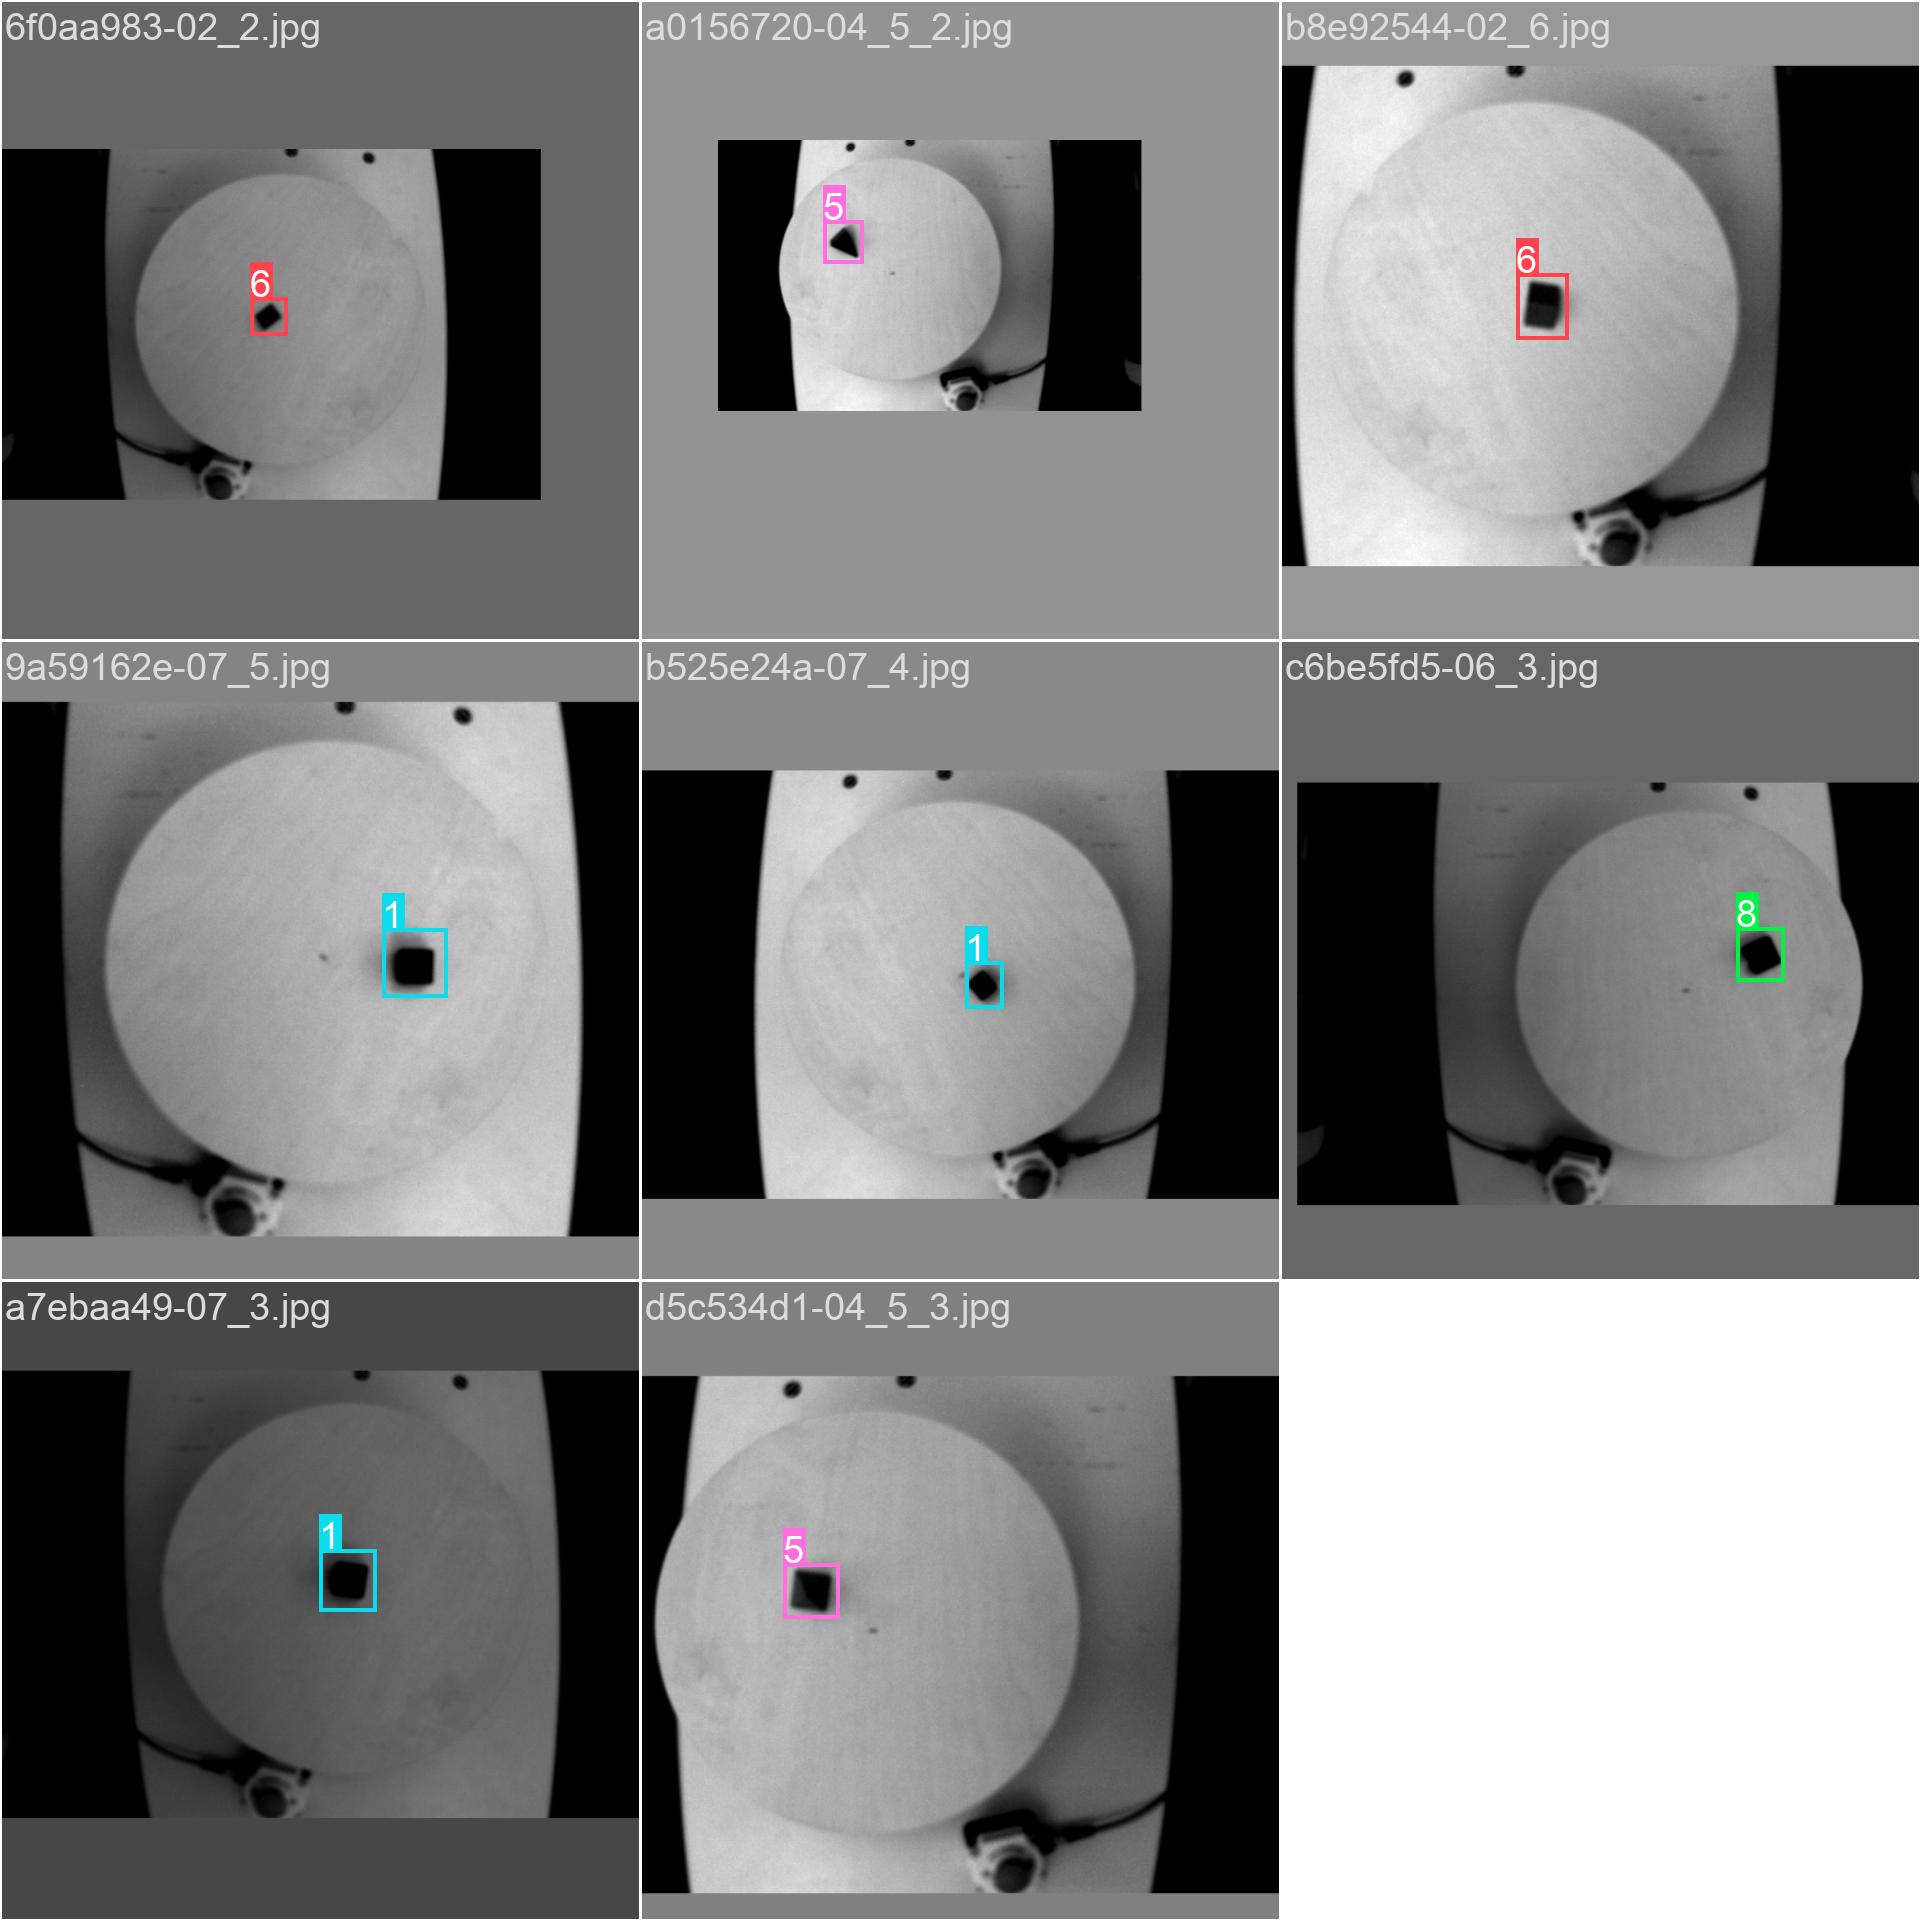 6f0aa983-02_2.jpg
a0156720-04_5_2.jpg
b8e92544-02_6.jpg
6
5
6
9a59162e-07_5.jpg
b525e24a-07_4.jpg
c6be5fd5-06_3.jpg
1
1
8
a7ebaa49-07_3.jpg
d5c534d1-04_5_3.jpg
1
5